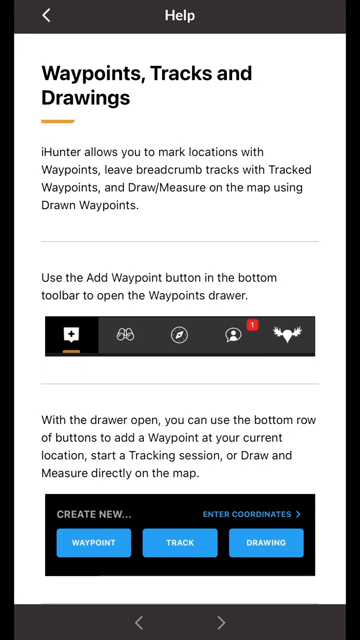 Help
Waypoints, Tracks and
Drawings
iHunter allows you to mark locations with
Waypoints, leave breadcrumb tracks with Tracked
Waypoints, and Draw/Measure on the map using
Drawn Waypoints.
Use the Add Waypoint button in the bottom
toolbar to open the Waypoints drawer.
1
With the drawer open, you can use the bottom row
of buttons to add a Waypoint at your current
location, start a Tracking session, or Draw and
Measure directly on the map.
CREATE NEW... ENTER COORDINATES
WAYPOINT TRACK DRAWING